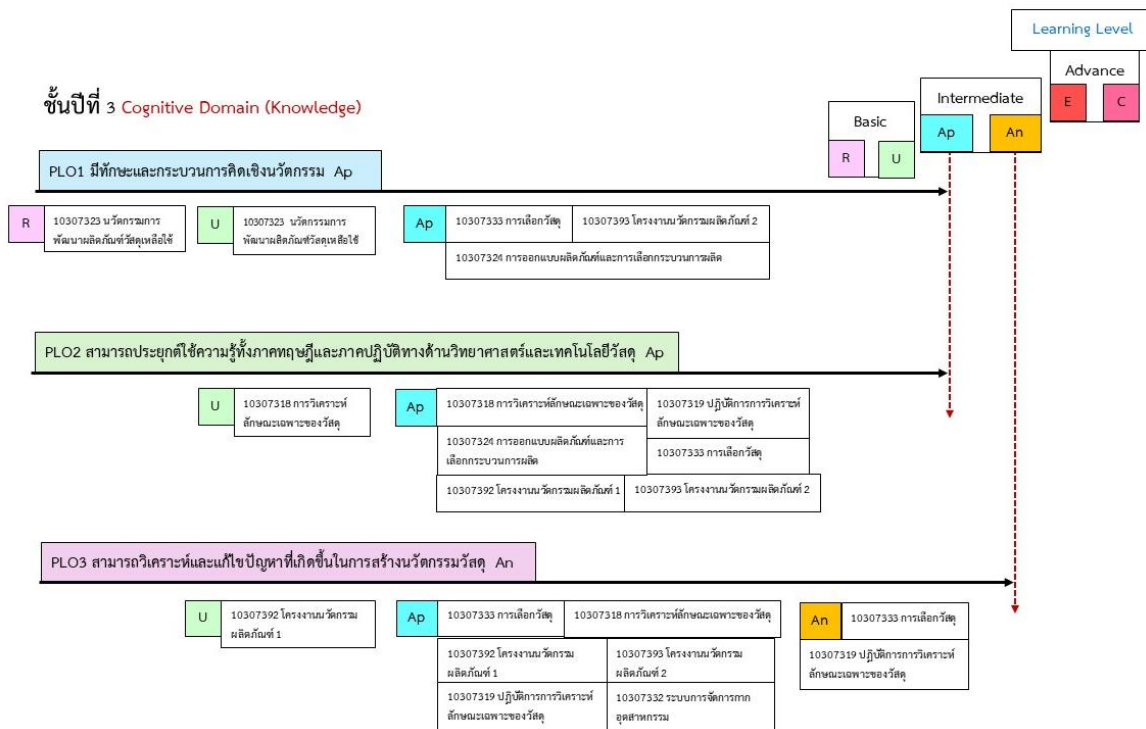 Learning Level
Advance
E C
Intermediate
Ap An
Basic
R U
ชั้นปีที่ 3 Cognitive Domain (Knowledge)
PLO1 มีทักษะและกระบวนการคิดเชิงนวัตกรรม Ap
R
10307323 นวัตกรรมการ
พัฒนาผลิตภัณฑ์วัสดุเหลือใช้
U
10307323 นวัตกรรมการ
พัฒนาผลิตภัณฑ์วัสดุเหลือใช้
Ap
10307333 การเลือกวัสดุ
10307393 โครงงานนวัตกรรมผลิตภัณฑ์ 2
10307324 การออกแบบผลิตภัณฑ์และการเลือกกระบวนการผลิต
PLO2 สามารถประยุกต์ใช้ความรู้ทั้งภาคทฤษฎีและภาคปฏิบัติทางด้านวิทยาศาสตร์และเทคโนโลยีวัสดุ Ap
U
10307318 การวิเคราะห์
ลักษณะเฉพาะของวัสดุ
Ap
10307318 การวิเคราะห์ลักษณะเฉพาะของวัสดุ
10307319 ปฏิบัติการการวิเคราะห์
ลักษณะเฉพาะของวัสดุ
10307324 การออกแบบผลิตภัณฑ์และการ
เลือกกระบวนการผลิต
10307333 การเลือกวัสดุ
10307392 โครงงานนวัตกรรมผลิตภัณฑ์ 1
10307393 โครงงานนวัตกรรมผลิตภัณฑ์ 2
PLO3 สามารถวิเคราะห์และแก้ไขปัญหาที่เกิดขึ้นในการสร้างนวัตกรรมวัสดุ An
U
10307392 โครงงานนวัตกรรม
ผลิตภัณฑ์ 1
Ap
10307333 การเลือกวัสดุ
10307318 การวิเคราะห์ลักษณะเฉพาะของวัสดุ
10307392 โครงงานนวัตกรรม
ผลิตภัณฑ์ 1
10307393 โครงงานนวัตกรรม
ผลิตภัณฑ์ 2
10307319 ปฏิบัติการการวิเคราะห์
ลักษณะเฉพาะของวัสดุ
10307332 ระบบการจัดการกาก
อุตสาหกรรม
An
10307333 การเลือกวัสดุ
10307319 ปฏิบัติการการวิเคราะห์
ลักษณะเฉพาะของวัสดุ